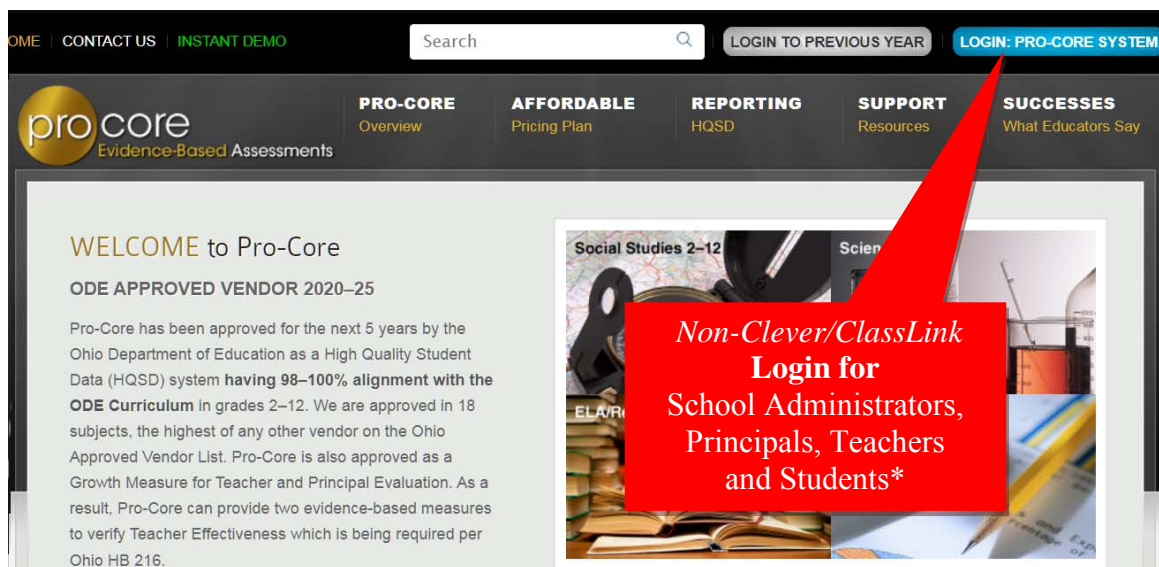 OME CONTACT US INSTANT DEMO Search LOGIN TO PREVIOUS YEAR LOGIN: PRO-CORE SYSTEM
pro core
Evidence-Based Assessments
PRO-CORE AFFORDABLE REPORTING SUPPORT SUCCESSES
Overview Pricing Plan HQSD Resources What Educators Say
WELCOME to Pro-Core
ODE APPROVED VENDOR 2020–25
Pro-Core has been approved for the next 5 years by the
Ohio Department of Education as a High Quality Student
Data (HQSD) system having 98–100% alignment with the
ODE Curriculum in grades 2–12. We are approved in 18
subjects, the highest of any other vendor on the Ohio
Approved Vendor List. Pro-Core is also approved as a
Growth Measure for Teacher and Principal Evaluation. As a
result, Pro-Core can provide two evidence-based measures
to verify Teacher Effectiveness which is being required per
Ohio HB 216.
Social Studies 2–12
Scien
ELA/Re
Non-Clever/ClassLink
Login for
School Administrators,
Principals, Teachers
and Students*